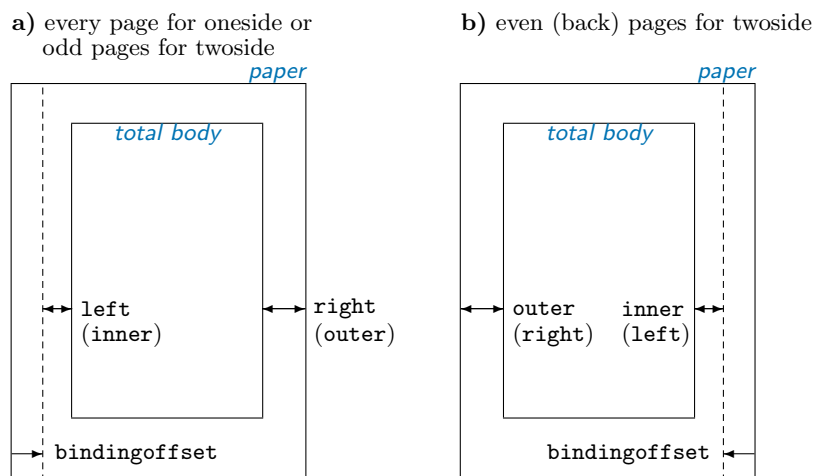 a) every page for oneside or
odd pages for twoside
paper
total body
left
(inner)
right
(outer)
bindingoffset
b) even (back) pages for twoside
paper
total body
outer
(right)
inner
(left)
bindingoffset